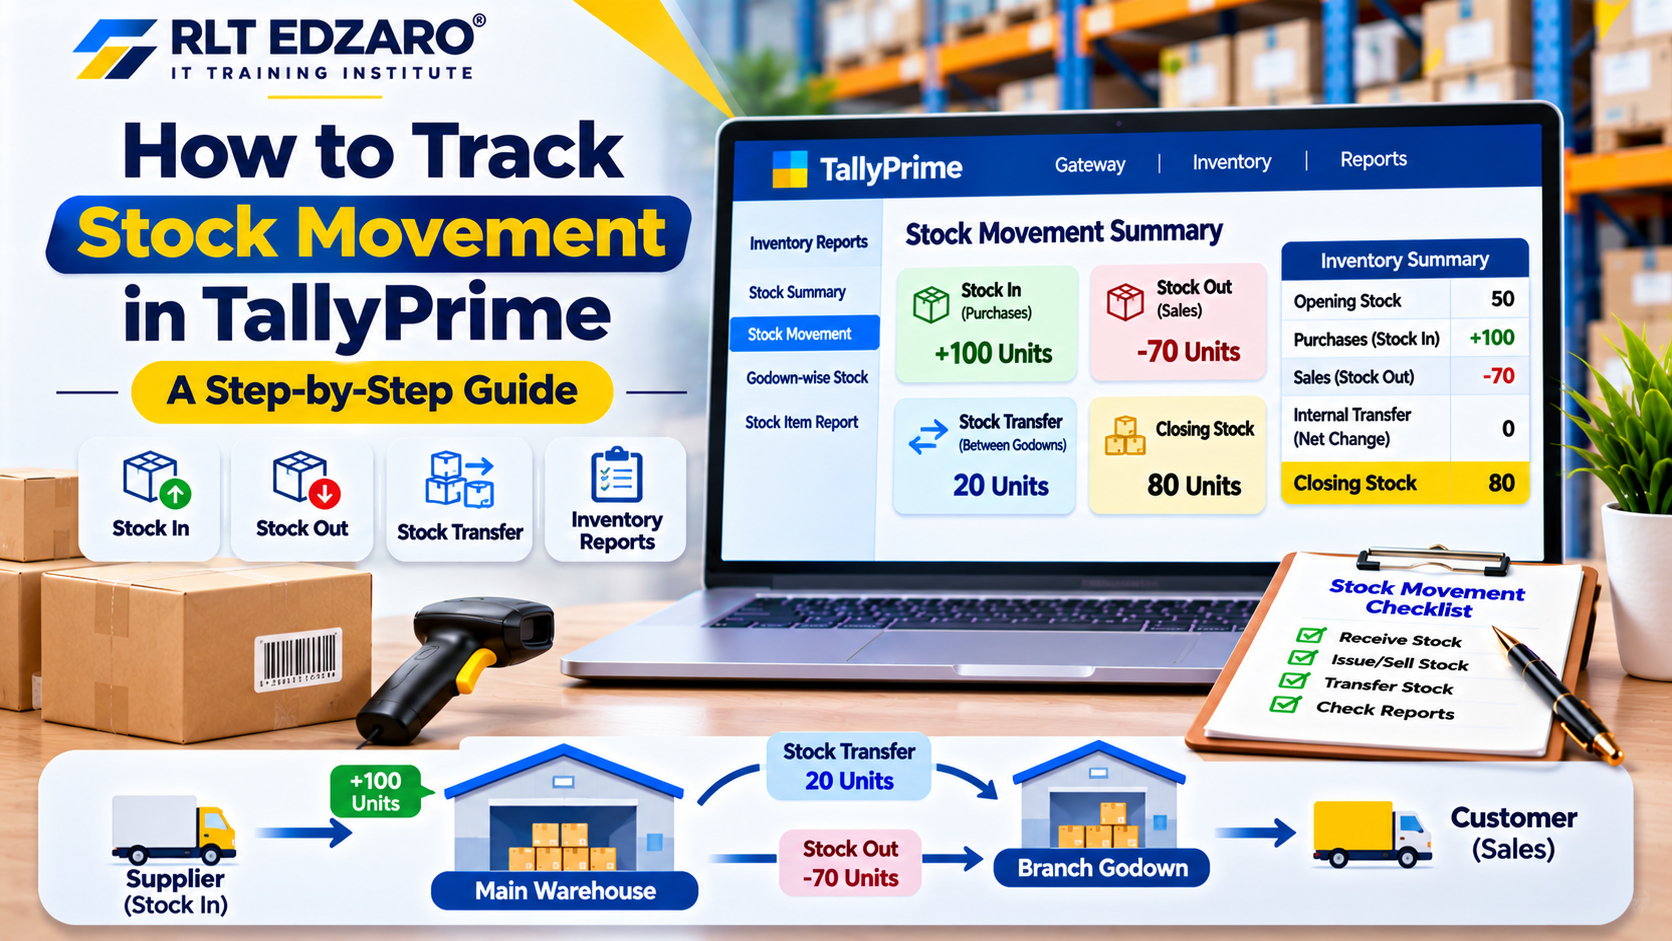 RLT EDZARO®
IT TRAINING INSTITUTE
How to Track
Stock Movement
in TallyPrime
A Step-by-Step Guide
Stock In
Stock Out
Stock Transfer
Inventory
Reports
TallyPrime
Gateway | Inventory | Reports
Inventory Reports
Stock Summary
Stock Movement
Godown-wise Stock
Stock Item Report
Stock Movement Summary
Stock In
(Purchases)
+100 Units
Stock Out
(Sales)
-70 Units
Stock Transfer
(Between Godowns)
20 Units
Closing Stock
80 Units
Inventory Summary
Opening Stock 50
Purchases (Stock In) +100
Sales (Stock Out) -70
Internal Transfer
(Net Change) 0
Closing Stock 80
Stock Movement
Checklist
Receive Stock
Issue/Sell Stock
Transfer Stock
Check Reports
Supplier
(Stock In)
+100
Units
Main Warehouse
Stock Transfer
20 Units
Stock Out
-70 Units
Branch Godown
Customer
(Sales)